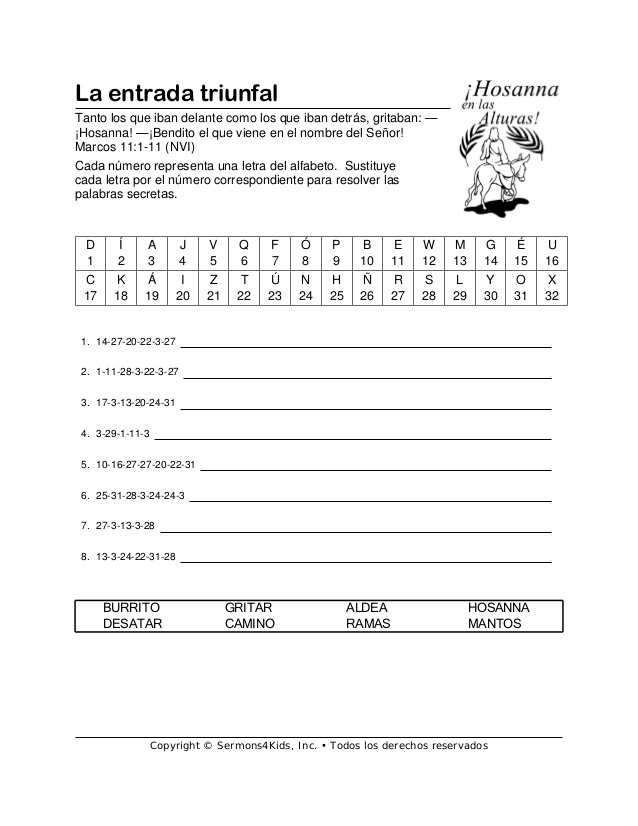 La entrada triunfal
¡Hosanna
en las
Alturas!
Tanto los que iban delante como los que iban detrás, gritaban: —
¡Hosanna! —¡Bendito el que viene en el nombre del Señor!
Marcos 11:1-11 (NVI)
Cada número representa una letra del alfabeto.  Sustituye
cada letra por el número correspondiente para resolver las
palabras secretas.
D Í A J V Q F Ó P B E W M G É U
1 2 3 4 5 6 7 8 9 10 11 12 13 14 15 16
C K Á I Z T Ú N H Ñ R S L Y O X
17 18 19 20 21 22 23 24 25 26 27 28 29 30 31 32
1. 14-27-20-22-3-27
2. 1-11-28-3-22-3-27
3. 17-3-13-20-24-31
4. 3-29-1-11-3
5. 10-16-27-27-20-22-31
6. 25-31-28-3-24-24-3
7. 27-3-13-3-28
8. 13-3-24-22-31-28
BURRITO GRITAR ALDEA HOSANNA
DESATAR CAMINO RAMAS MANTOS
Copyright © Sermons4Kids, Inc. • Todos los derechos reservados